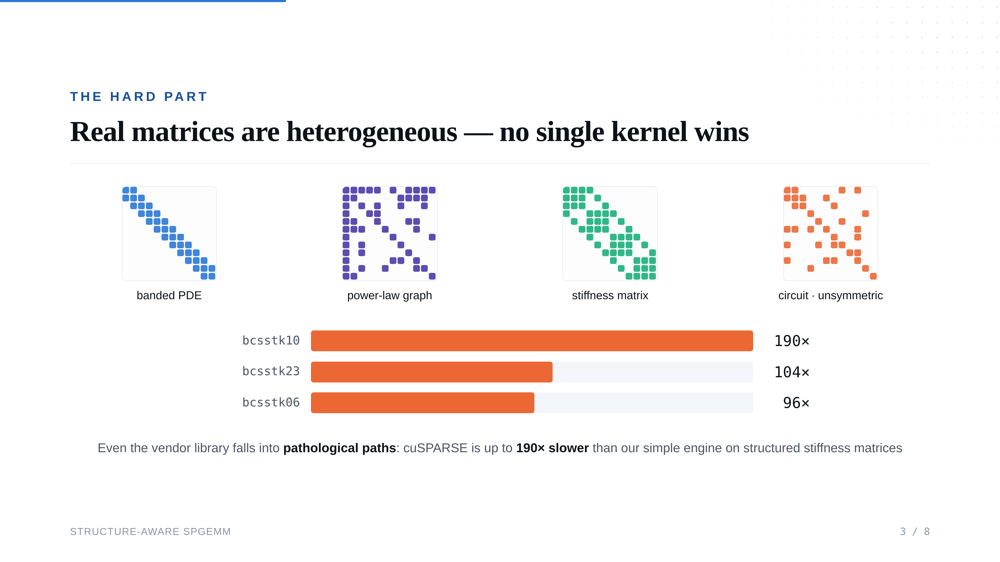 THE HARD PART
Real matrices are heterogeneous — no single kernel wins
banded PDE
power-law graph
stiffness matrix
circuit · unsymmetric
bcsstk10 190×
bcsstk23 104×
bcsstk06 96×
Even the vendor library falls into pathological paths: cuSPARSE is up to 190× slower than our simple engine on structured stiffness matrices
STRUCTURE-AWARE SPGEMM
3 / 8